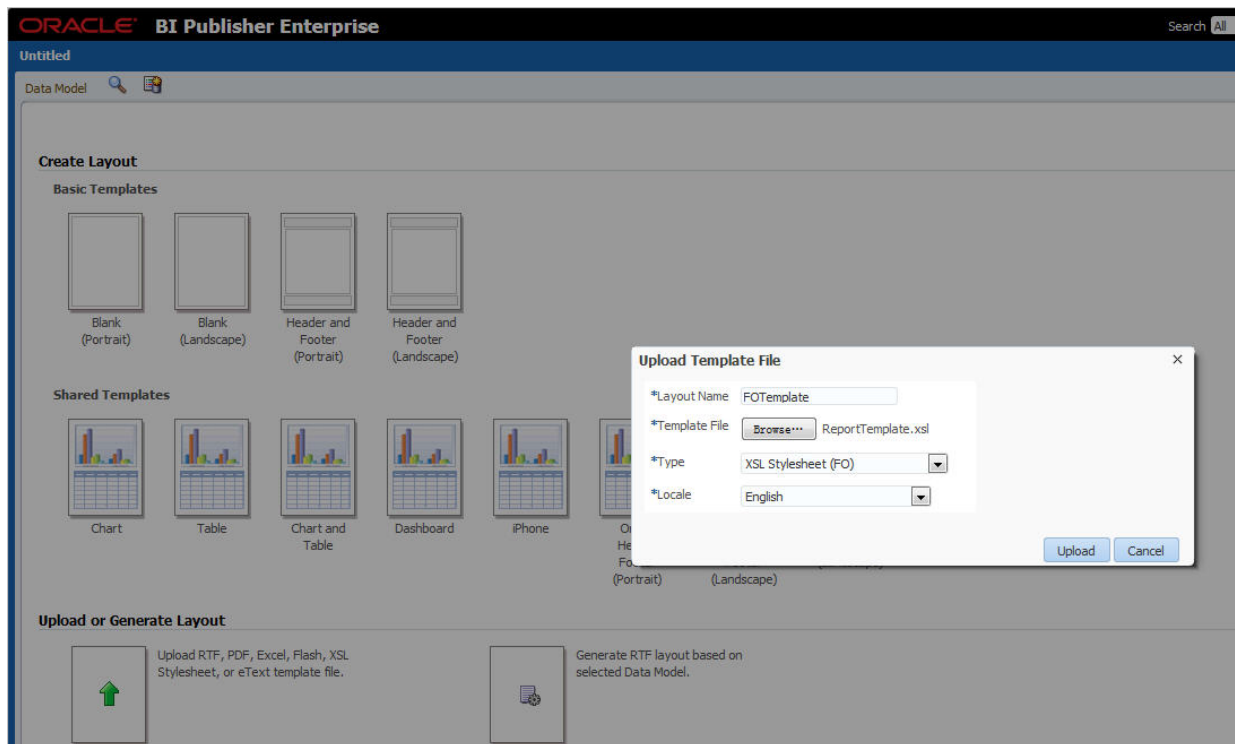 ORACLE BI Publisher Enterprise
Search All
Untitled
Data Model
Create Layout
Basic Templates
Blank
(Portrait)
Blank
(Landscape)
Header and
Footer
(Portrait)
Header and
Footer
(Landscape)
Shared Templates
Chart
Table
Chart and
Table
Dashboard
iPhone
(Portrait)
(Landscape)
Upload Template File
*Layout Name FOTemplate
*Template File Browse... ReportTemplate.xsl
*Type XSL Stylesheet (FO)
*Locale English
Upload Cancel
Upload or Generate Layout
Upload RTF, PDF, Excel, Flash, XSL
Stylesheet, or eText template file.
Generate RTF layout based on
selected Data Model.